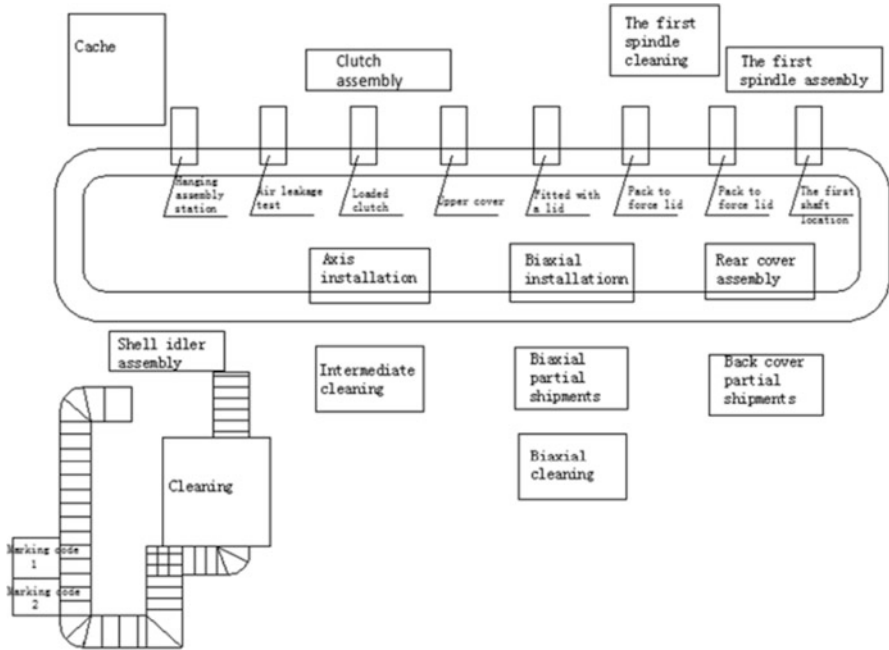 Cache
Clutch
assembly
The first
spindle
cleaning
The first
spindle assembly
Hanging
assembly
station
Air leakage
test
Loaded
clutch
Upper cover
Fitted with
a lid
Pack to
force lid
Pack to
force lid
The first
shaft
location
Axis
installation
Biaxial
installationn
Rear cover
assembly
Shell idler
assembly
Intermediate
cleaning
Biaxial
partial
shipments
Back cover
partial
shipments
Cleaning
Biaxial
cleaning
Marking code
1
Marking code
2